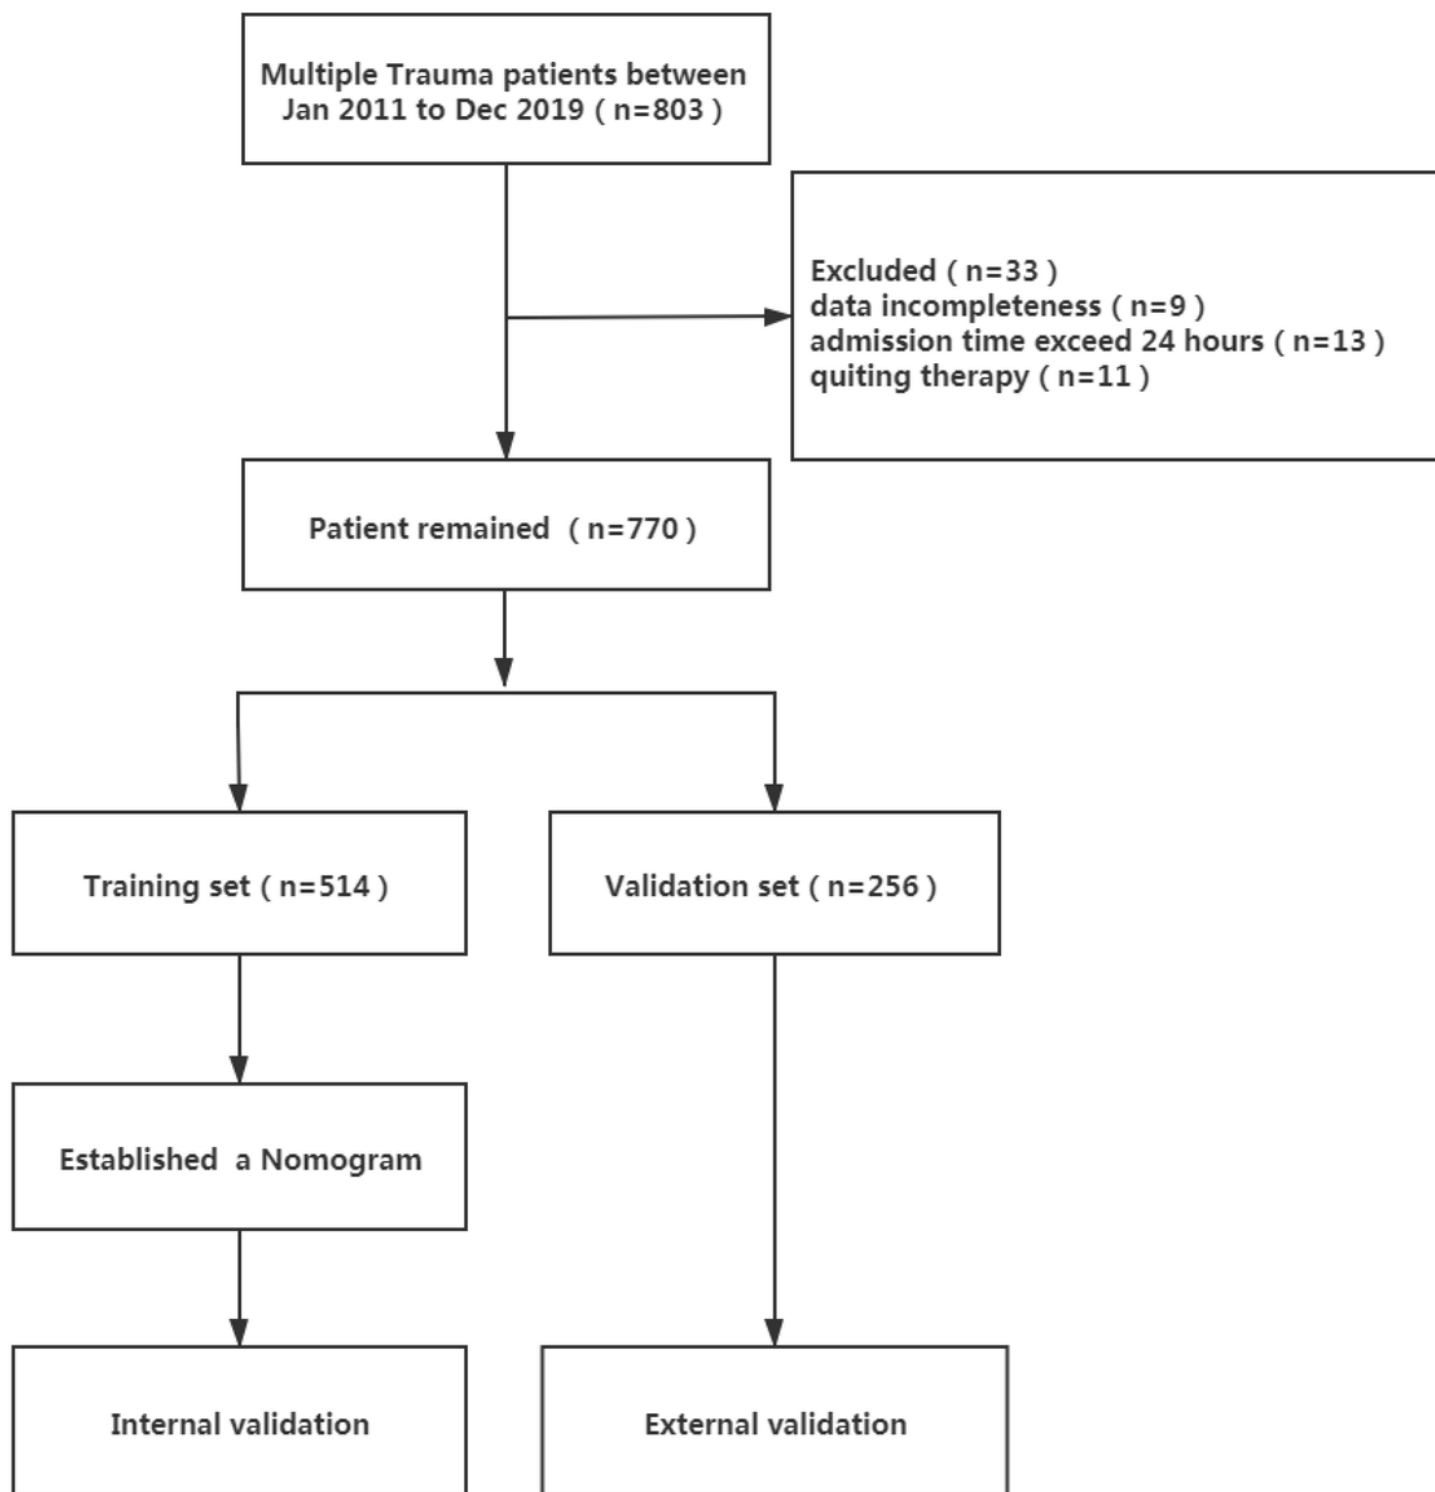 Multiple Trauma patients between
Jan 2011 to Dec 2019 ( n=803 )
Excluded ( n=33 )
data incompleteness ( n=9 )
admission time exceed 24 hours ( n=13 )
quiting therapy ( n=11 )
Patient remained ( n=770 )
Training set ( n=514 )
Validation set ( n=256 )
Established a Nomogram
Internal validation
External validation